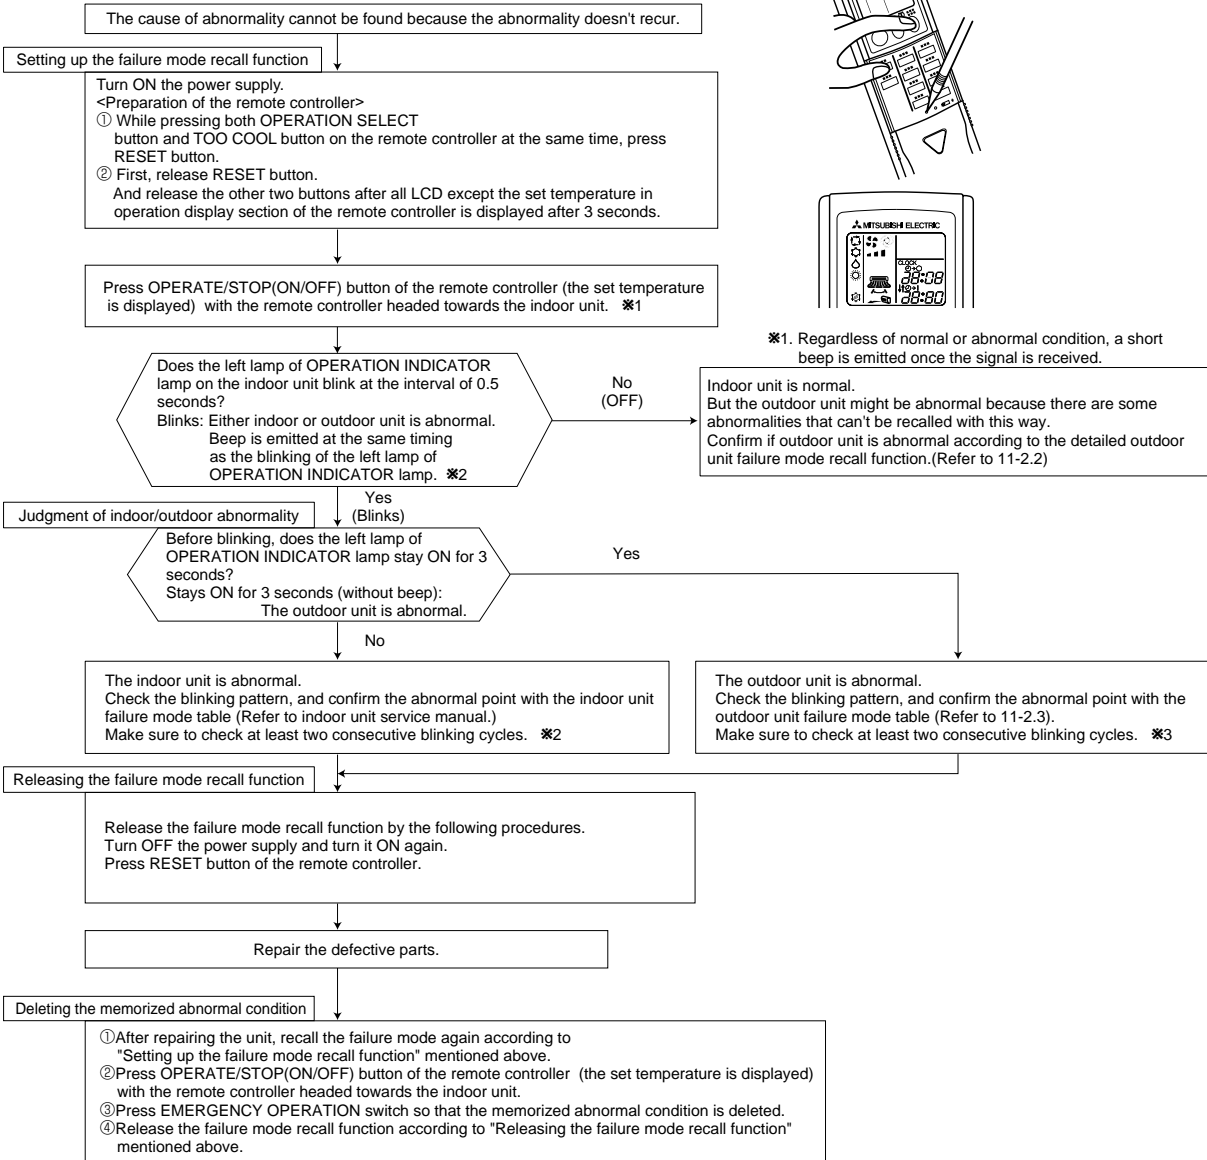 The cause of abnormality cannot be found because the abnormality doesn't recur.
Setting up the failure mode recall function
Turn ON the power supply.
<Preparation of the remote controller>
① While pressing both OPERATION SELECT
button and TOO COOL button on the remote controller at the same time, press
RESET button.
② First, release RESET button.
And release the other two buttons after all LCD except the set temperature in
operation display section of the remote controller is displayed after 3 seconds.
MITSUBISHI ELECTRIC
CLOCK
Press OPERATE/STOP(ON/OFF) button of the remote controller (the set temperature
is displayed) with the remote controller headed towards the indoor unit. ※1
※1. Regardless of normal or abnormal condition, a short
beep is emitted once the signal is received.
Does the left lamp of OPERATION INDICATOR
lamp on the indoor unit blink at the interval of 0.5
seconds?
Blinks: Either indoor or outdoor unit is abnormal.
Beep is emitted at the same timing
as the blinking of the left lamp of
OPERATION INDICATOR lamp. ※2
No
(OFF)
Indoor unit is normal.
But the outdoor unit might be abnormal because there are some
abnormalities that can't be recalled with this way.
Confirm if outdoor unit is abnormal according to the detailed outdoor
unit failure mode recall function.(Refer to 11-2.2)
Yes
(Blinks)
Judgment of indoor/outdoor abnormality
Before blinking, does the left lamp of
OPERATION INDICATOR lamp stay ON for 3
seconds?
Stays ON for 3 seconds (without beep):
The outdoor unit is abnormal.
Yes
No
The indoor unit is abnormal.
Check the blinking pattern, and confirm the abnormal point with the indoor unit
failure mode table (Refer to indoor unit service manual.)
Make sure to check at least two consecutive blinking cycles. ※2
The outdoor unit is abnormal.
Check the blinking pattern, and confirm the abnormal point with the
outdoor unit failure mode table (Refer to 11-2.3).
Make sure to check at least two consecutive blinking cycles. ※3
Releasing the failure mode recall function
Release the failure mode recall function by the following procedures.
Turn OFF the power supply and turn it ON again.
Press RESET button of the remote controller.
Repair the defective parts.
Deleting the memorized abnormal condition
①After repairing the unit, recall the failure mode again according to
"Setting up the failure mode recall function" mentioned above.
②Press OPERATE/STOP(ON/OFF) button of the remote controller (the set temperature is displayed)
with the remote controller headed towards the indoor unit.
③Press EMERGENCY OPERATION switch so that the memorized abnormal condition is deleted.
④Release the failure mode recall function according to "Releasing the failure mode recall function"
mentioned above.